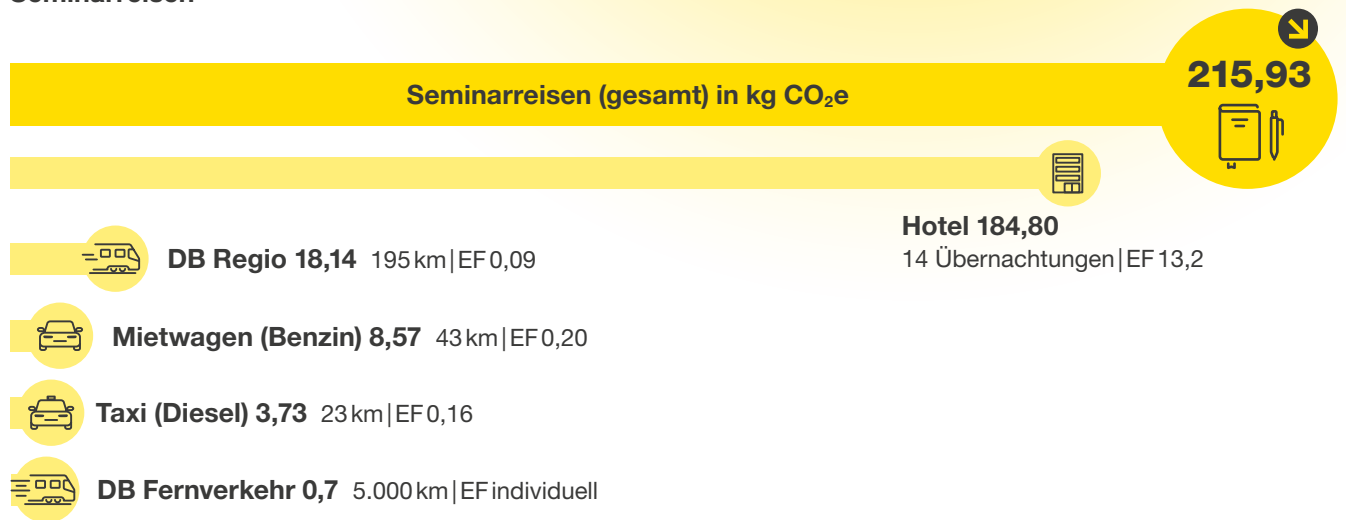 Seminarreisen
215,93
Seminarreisen (gesamt) in kg CO₂e
Hotel 184,80
14 Übernachtungen|EF 13,2
DB Regio 18,14 195 km|EF 0,09
Mietwagen (Benzin) 8,57 43 km|EF 0,20
Taxi (Diesel) 3,73 23 km|EF 0,16
DB Fernverkehr 0,7 5.000 km|EF individuell